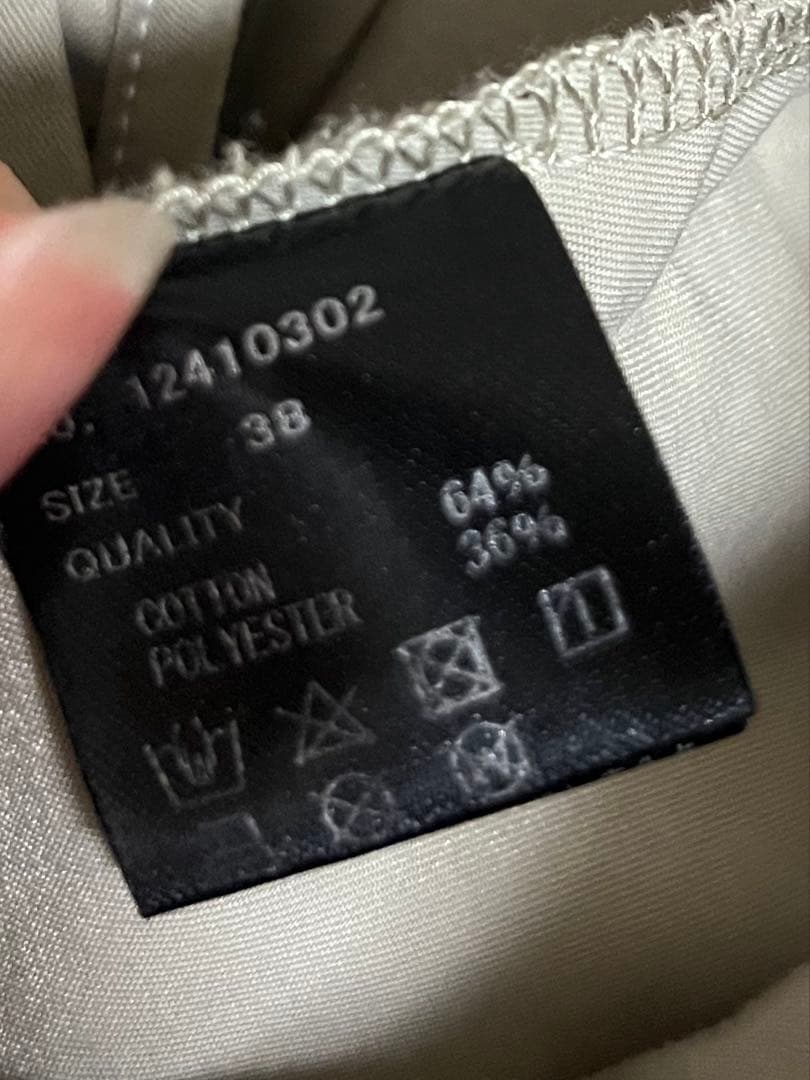 12410302
SIZE 38
QUALITY
COTTON 64%
POLYESTER 36%